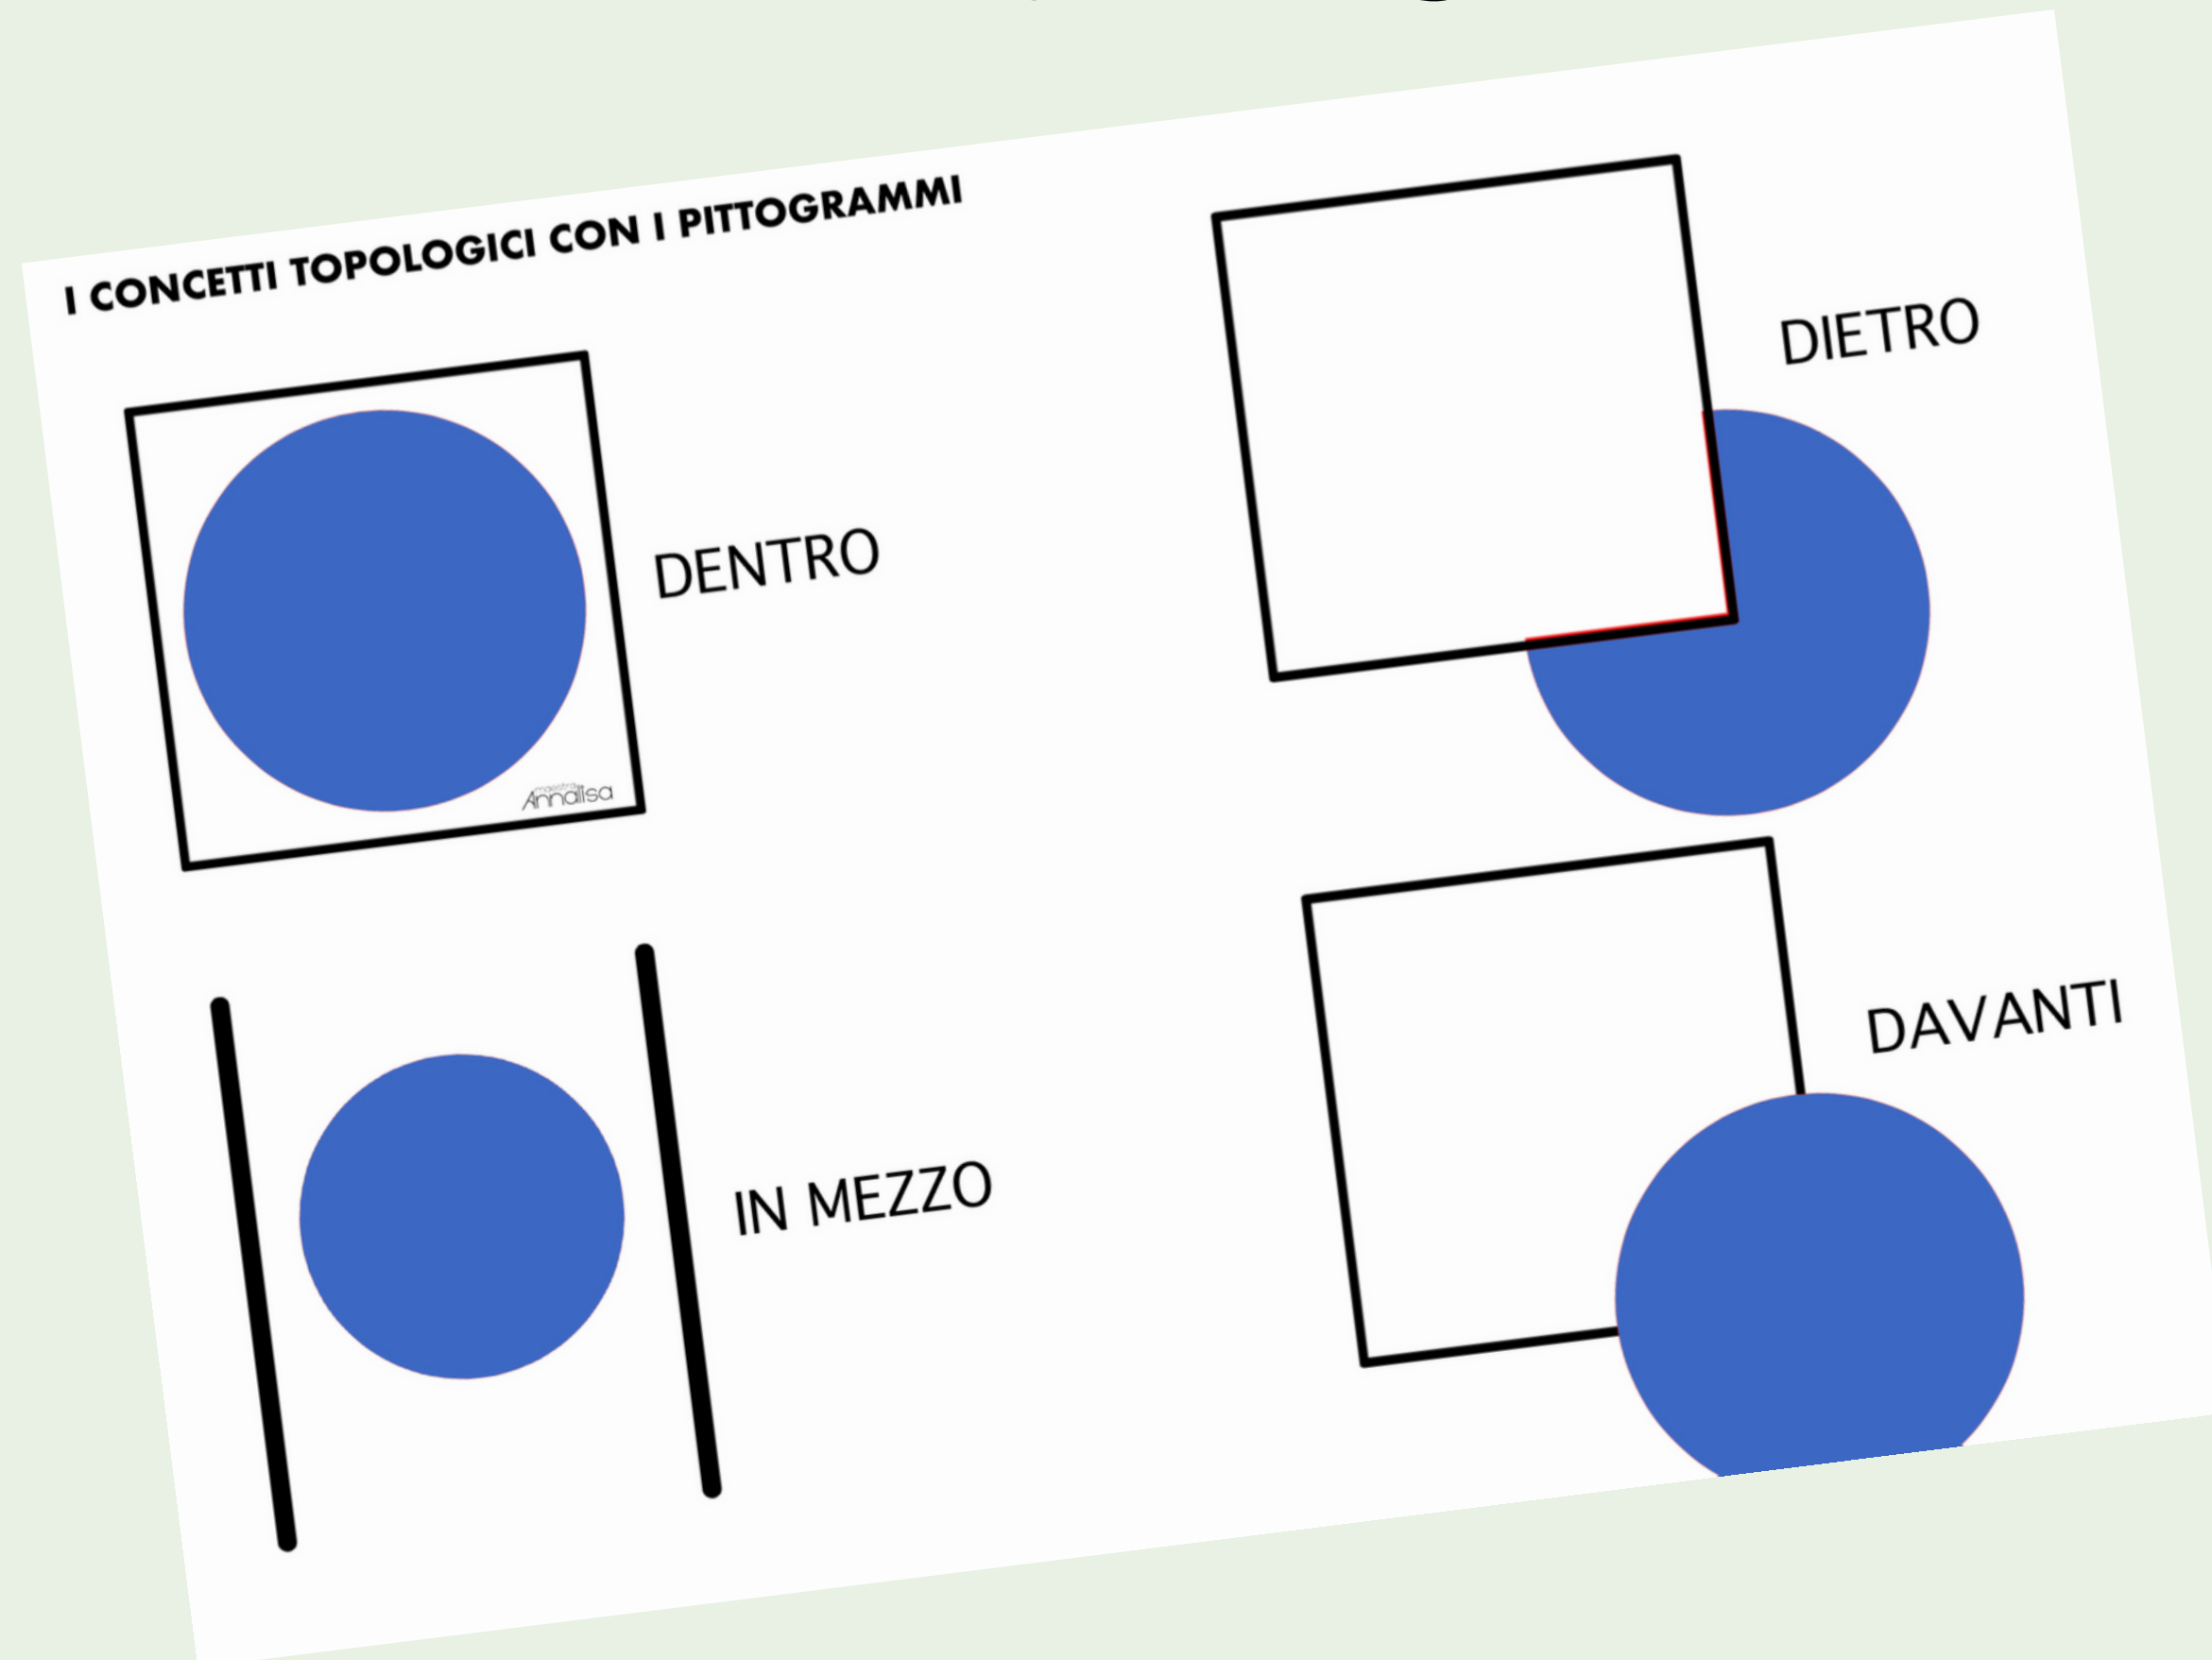 I CONCETTI TOPOLOGICI CON I PITTOGRAMMI
DENTRO
maestra
Annalisa
IN MEZZO
DIETRO
DAVANTI